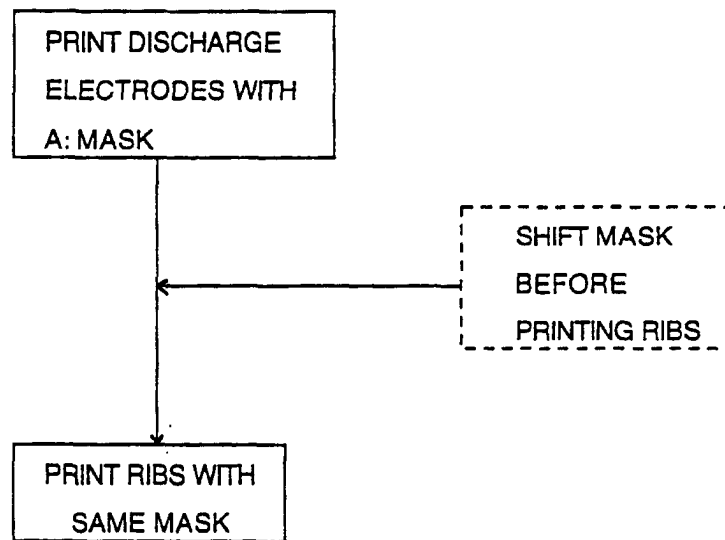 PRINT DISCHARGE
ELECTRODES WITH
A: MASK
SHIFT MASK
BEFORE
PRINTING RIBS
PRINT RIBS WITH
SAME MASK